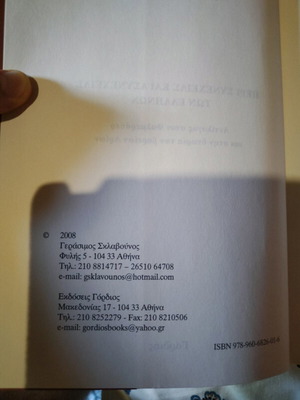 © 2008
Γεράσιμος Σκλαβούνος
Φυλής 5 - 104 33 Αθήνα
Τηλ.: 210 8814717 – 26510 64708
e-mail: gsklavounos@hotmail.com
Εκδόσεις Γόρδιος
Μακεδονίας 17 - 104 33 Αθήνα
Τηλ.: 210 8252279 - Fax: 210 8210506
e-mail: gordiosbooks@yahoo.gr
ISBN